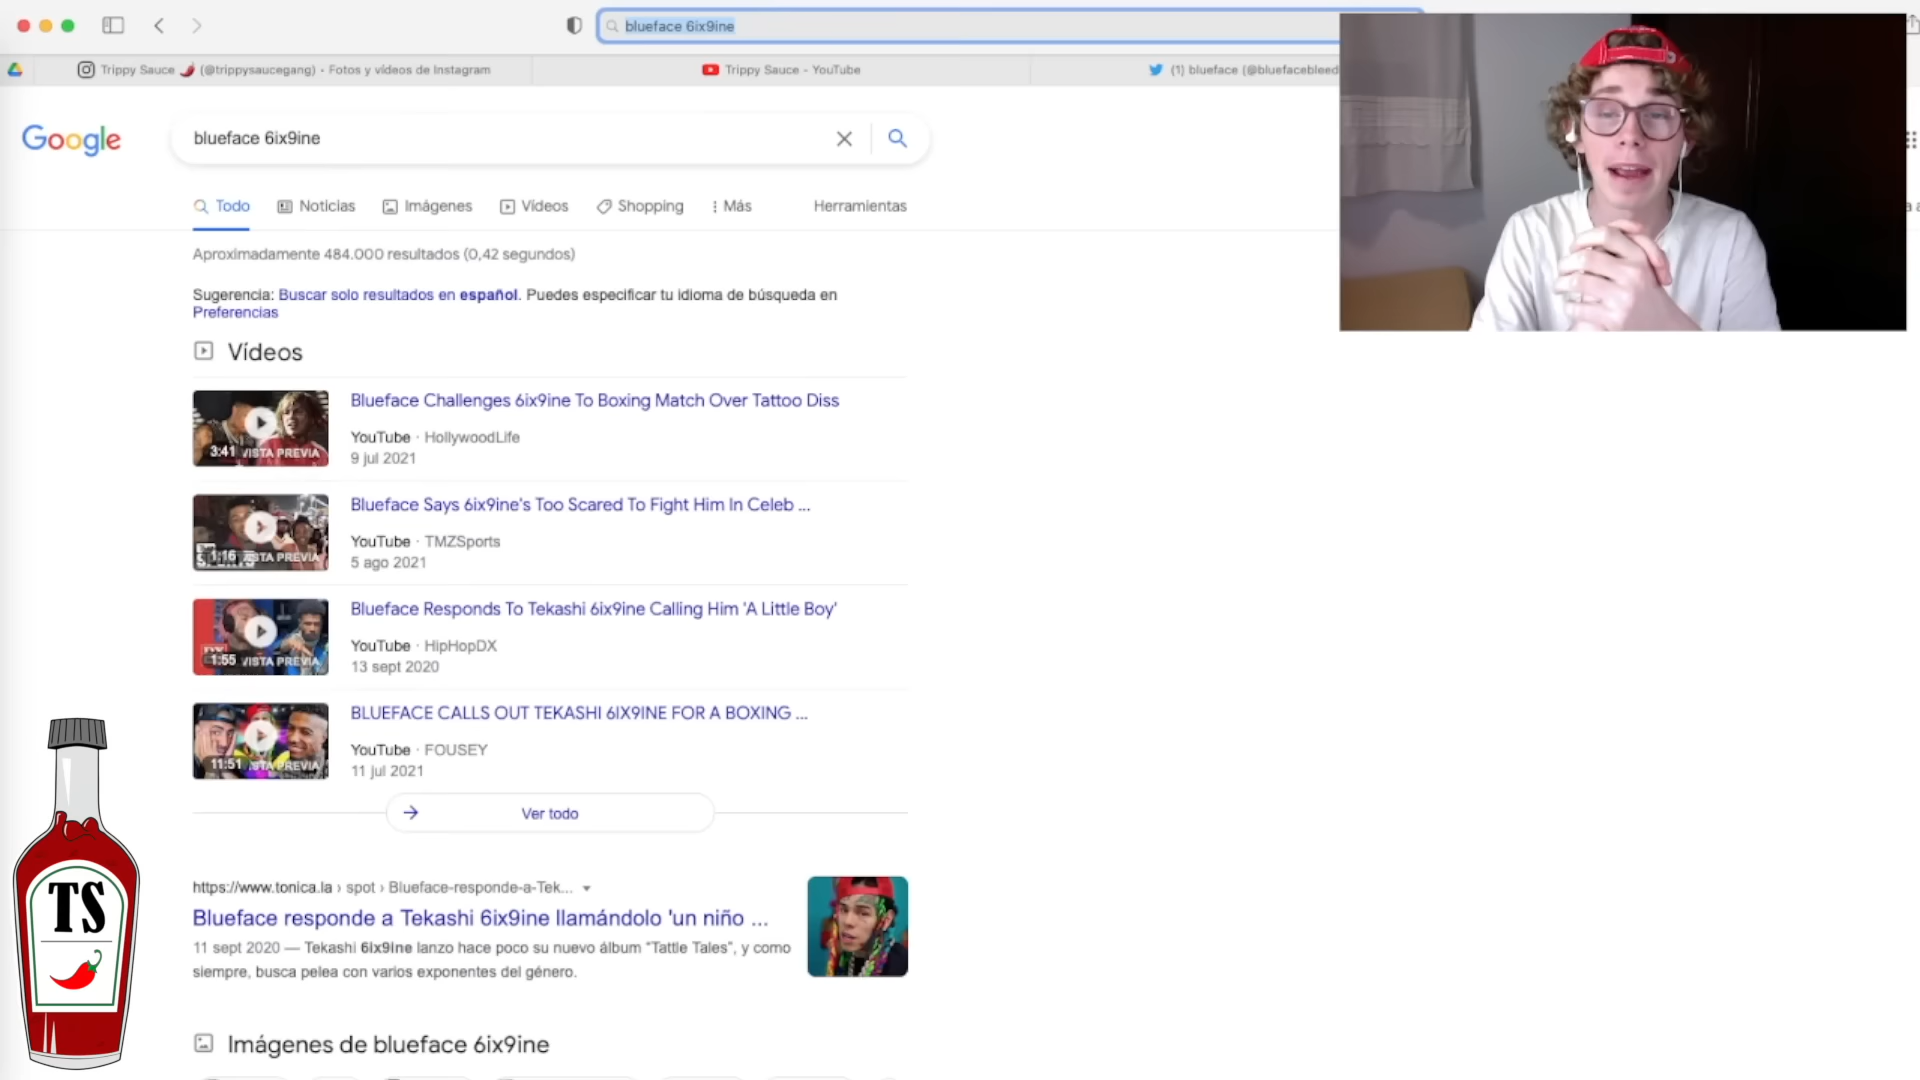 blueface 6ix9ine
Trippy Sauce 🌶️ (@trippysaucegang) • Fotos y vídeos de Instagram
Trippy Sauce - YouTube
(1) blueface (@bluefacebleed
Google
blueface 6ix9ine
Todo
Noticias
Imágenes
Vídeos
Shopping
Más
Herramientas
Aproximadamente 484.000 resultados (0,42 segundos)
Sugerencia: Buscar solo resultados en español. Puedes especificar tu idioma de búsqueda en
Preferencias
Vídeos
Blueface Challenges 6ix9ine To Boxing Match Over Tattoo Diss
YouTube · HollywoodLife
9 jul 2021
3:41 VISTA PREVIA
Blueface Says 6ix9ine's Too Scared To Fight Him In Celeb ...
YouTube · TMZSports
5 ago 2021
1:16 VISTA PREVIA
Blueface Responds To Tekashi 6ix9ine Calling Him 'A Little Boy'
YouTube · HipHopDX
13 sept 2020
1:55 VISTA PREVIA
BLUEFACE CALLS OUT TEKASHI 6IX9INE FOR A BOXING ...
YouTube · FOUSEY
11 jul 2021
11:51 VISTA PREVIA
Ver todo
https://www.tonica.la › spot › Blueface-responde-a-Tek...
Blueface responde a Tekashi 6ix9ine llamándolo 'un niño ...
11 sept 2020 — Tekashi 6ix9ine lanzo hace poco su nuevo álbum "Tattle Tales", y como
siempre, busca pelea con varios exponentes del género.
Imágenes de blueface 6ix9ine
TS